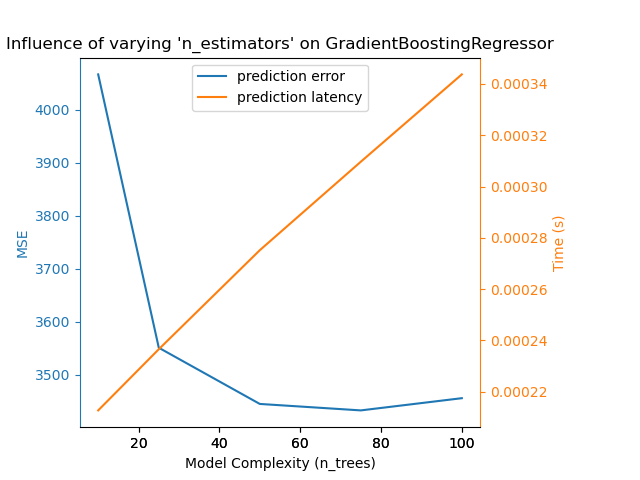 Influence of varying 'n_estimators' on GradientBoostingRegressor
prediction error
prediction latency
4000
3900
3800
3700
3600
3500
MSE
0.00034
0.00032
0.00030
0.00028
0.00026
0.00024
0.00022
Time (s)
20 40 60 80 100
Model Complexity (n_trees)